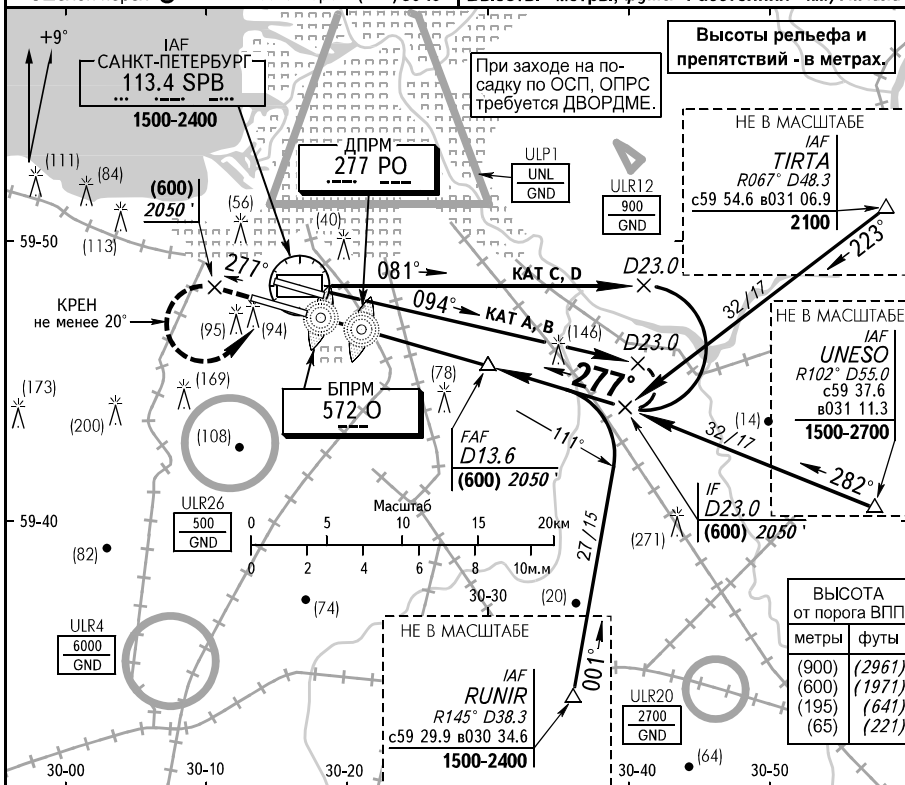 Высоты рельефа и
препятствий - в метрах.
+9°
IAF
САНКТ-ПЕТЕРБУРГ
113.4 SPB
1500-2400
При заходе на по-
садку по ОСП, ОПРС
требуется ДВОРДМЕ.
ДПРМ
277 РО
ULP1
UNL
GND
ULR12
900
GND
НЕ В МАСШТАБЕ
IAF
TIRTA
R067° D48.3
с59 54.6 в031 06.9
2100
(111)
(84)
(113)
(600)
2050 '
(56)
(40)
59-50
223°
32/17
277°
081°
КАТ C, D
D23.0
094°
КАТ A, B
КРЕН
не менее 20°
(95)
(94)
(146)
D23.0
277°
НЕ В МАСШТАБЕ
IAF
UNESO
R102° D55.0
с59 37.6
в031 11.3
1500-2700
(173)
(200)
(169)
(108)
БПРМ
572 О
(78)
FAF
D13.6
(600) 2050 '
111°
(14)
32/17
282°
IF
D23.0
(600) 2050 '
(271)
59-40
ULR26
500
GND
Масштаб
0 5 10 15 20км
0 2 4 6 8 10м.м
27/15
(82)
(74)
30-30
(20)
ULR4
6000
GND
НЕ В МАСШТАБЕ
IAF
RUNIR
R145° D38.3
с59 29.9 в030 34.6
1500-2400
001°
ULR20
2700
GND
(64)
ВЫСОТА
от порога ВПП
метры футы
(900) (2961)
(600) (1971)
(195) (641)
(65) (221)
30-00 30-10 30-20 30-40 30-50